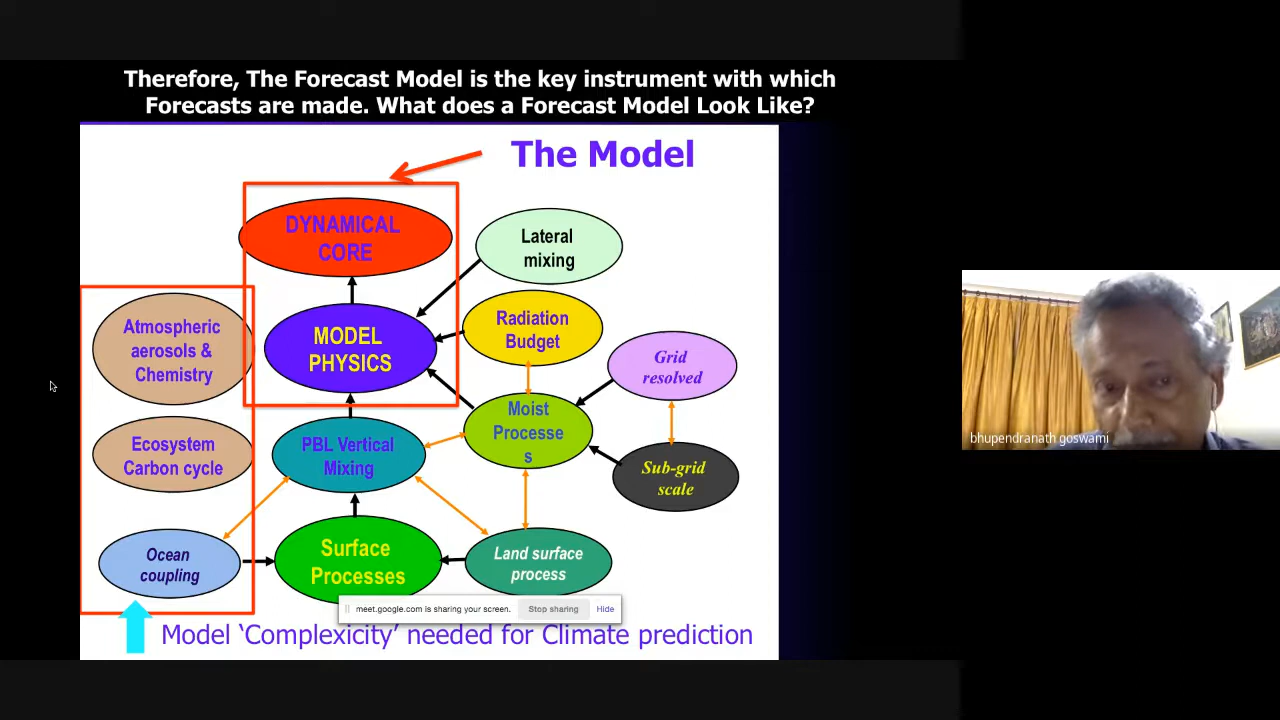 Therefore, The Forecast Model is the key instrument with which
Forecasts are made. What does a Forecast Model Look Like?
The Model
DYNAMICAL
CORE
Lateral
mixing
Atmospheric
aerosols &
Chemistry
MODEL
PHYSICS
Radiation
Budget
Grid
resolved
Moist
Processe
s
Ecosystem
Carbon cycle
PBL Vertical
Mixing
Sub-grid
scale
Ocean
coupling
Surface
Processes
Land surface
process
meet.google.com is sharing your screen.
Stop sharing
Hide
Model ‘Complexicity’ needed for Climate prediction
bhupendranath goswami